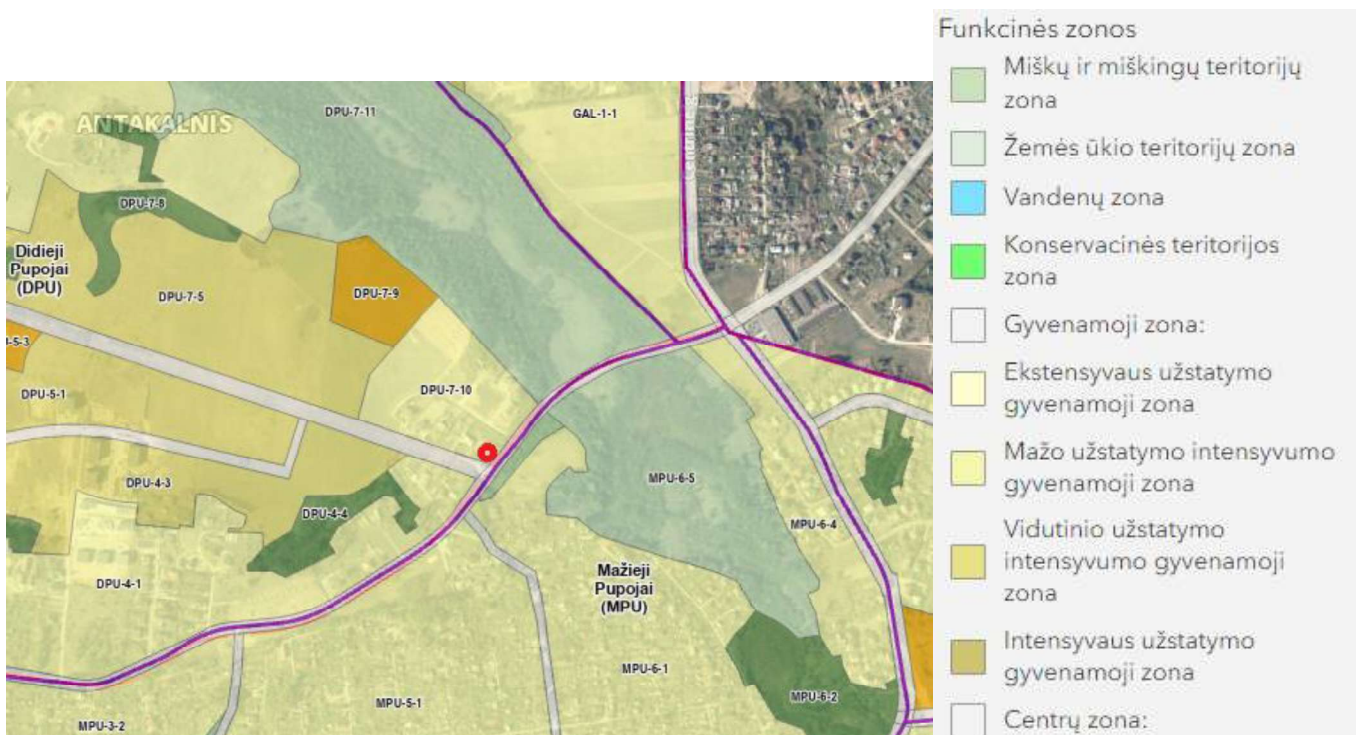 ANTAKALNIS
DPU-7-11
GAL-1-1
DPU-7-8
Didieji
Pupojai
(DPU)
DPU-7-5
DPU-7-9
DPU-5-1
DPU-7-10
DPU-4-3
MPU-6-5
DPU-4-4
MPU-6-4
DPU-4-1
Mažieji
Pupojai
(MPU)
MPU-6-1
MPU-5-1
MPU-6-2
MPU-3-2
Funkcinės zonos
Miškų ir miškingų teritorijų
zona
Žemės ūkio teritorijų zona
Vandenų zona
Konservacinės teritorijos
zona
Gyvenamoji zona:
Ekstensyvaus užstatymo
gyvenamoji zona
Mažo užstatymo intensyvumo
gyvenamoji zona
Vidutinio užstatymo
intensyvumo gyvenamoji
zona
Intensyvaus užstatymo
gyvenamoji zona
Centrų zona: